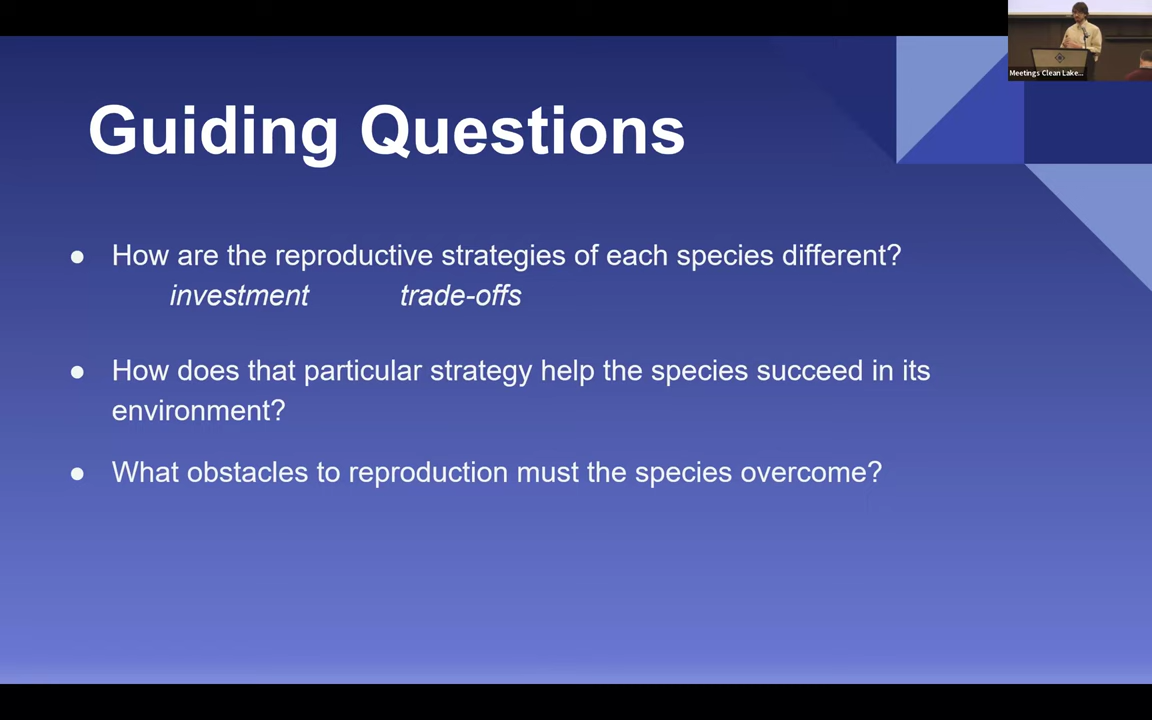 Meetings Clean Lake...
Guiding Questions
● How are the reproductive strategies of each species different?
investment trade-offs
● How does that particular strategy help the species succeed in its
environment?
● What obstacles to reproduction must the species overcome?